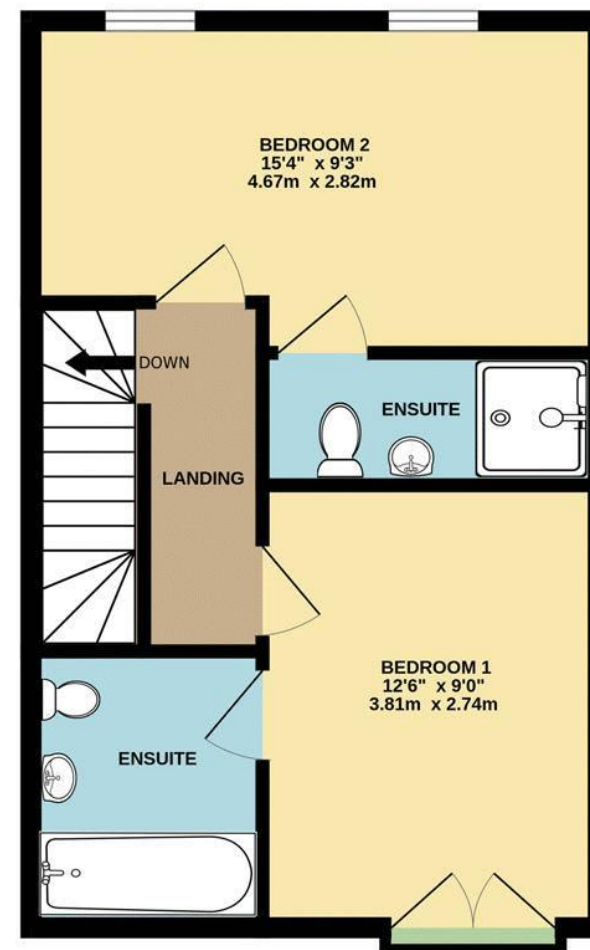 BEDROOM 2
15'4" x 9'3"
4.67m x 2.82m
DOWN
ENSUITE
LANDING
BEDROOM 1
12'6" x 9'0"
3.81m x 2.74m
ENSUITE